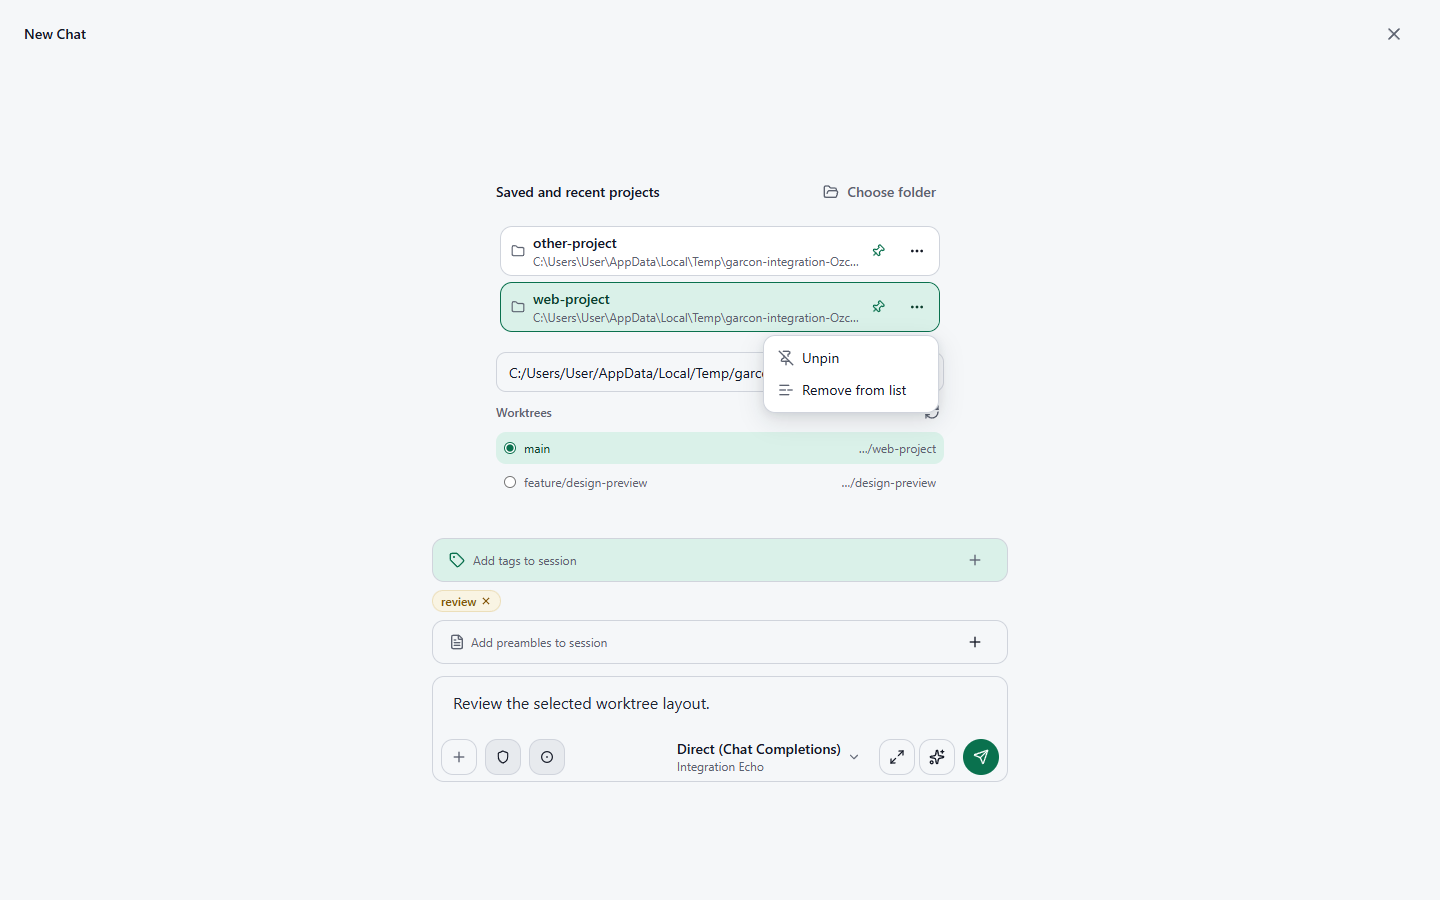 New Chat
Saved and recent projects
Choose folder
other-project
C:\Users\User\AppData\Local\Temp\garcon-integration-Ozc...
web-project
C:\Users\User\AppData\Local\Temp\garcon-integration-Ozc...
Unpin
Remove from list
C:/Users/User/AppData/Local/Temp/garc
Worktrees
main
.../web-project
feature/design-preview
.../design-preview
Add tags to session
review
Add preambles to session
Review the selected worktree layout.
Direct (Chat Completions)
Integration Echo